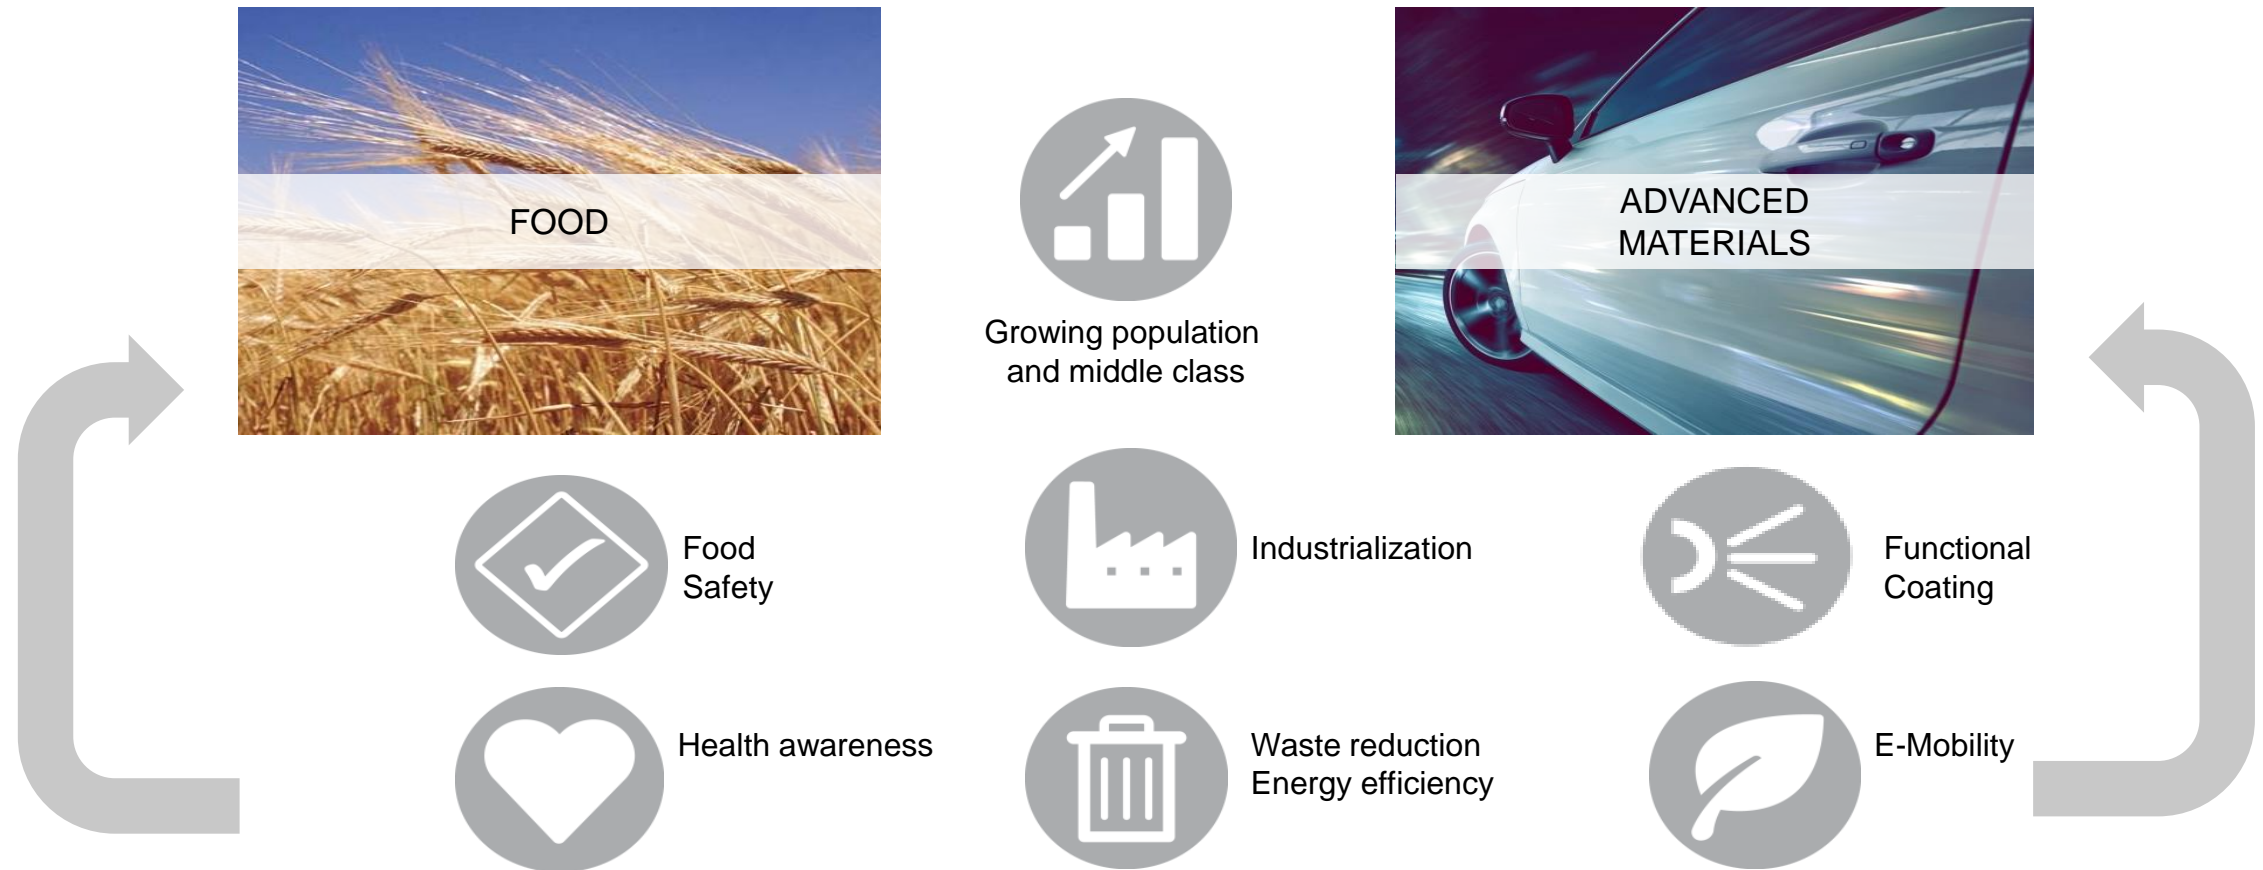 FOOD
ADVANCED
MATERIALS
Growing population
and middle class
Food
Safety
Industrialization
Functional
Coating
Health awareness
Waste reduction
Energy efficiency
E-Mobility